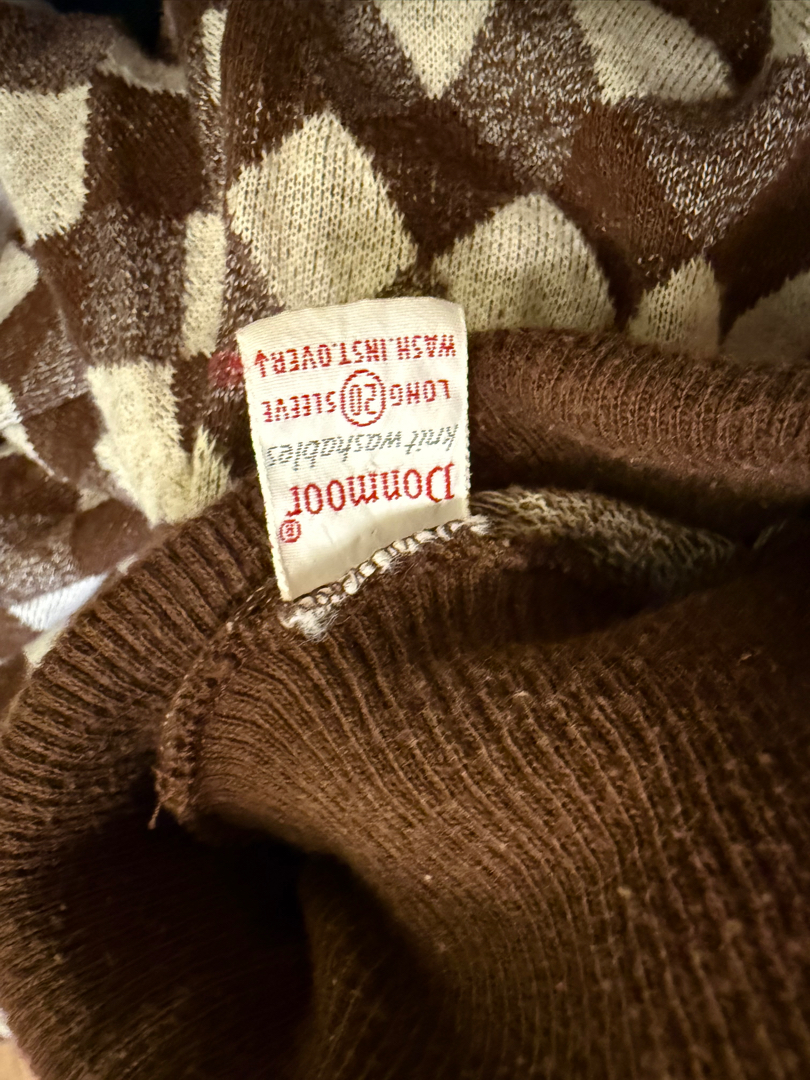 Donmoor®
knit washables
LONG 20 SLEEVE
WASH.INST.OVER↓